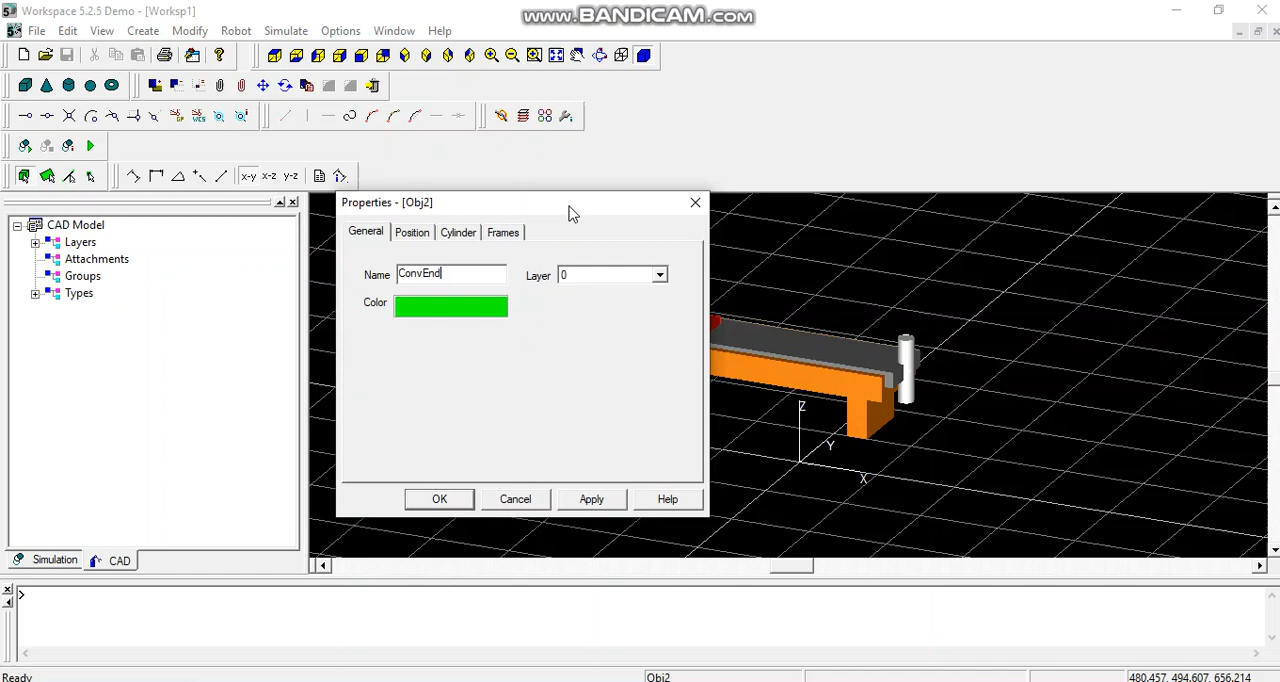 Workspace 5.2.5 Demo - [Worksp1]
www.BANDICAM.com
File Edit View Create Modify Robot Simulate Options Window Help
x-y x-z y-z
Properties - [Obj2]
General Position Cylinder Frames
Name ConvEnd Layer 0
Color
OK Cancel Apply Help
CAD Model
Layers
Attachments
Groups
Types
Z
Y
X
Simulation CAD
>
Ready Obj2 480.457, 494.607, 656.214